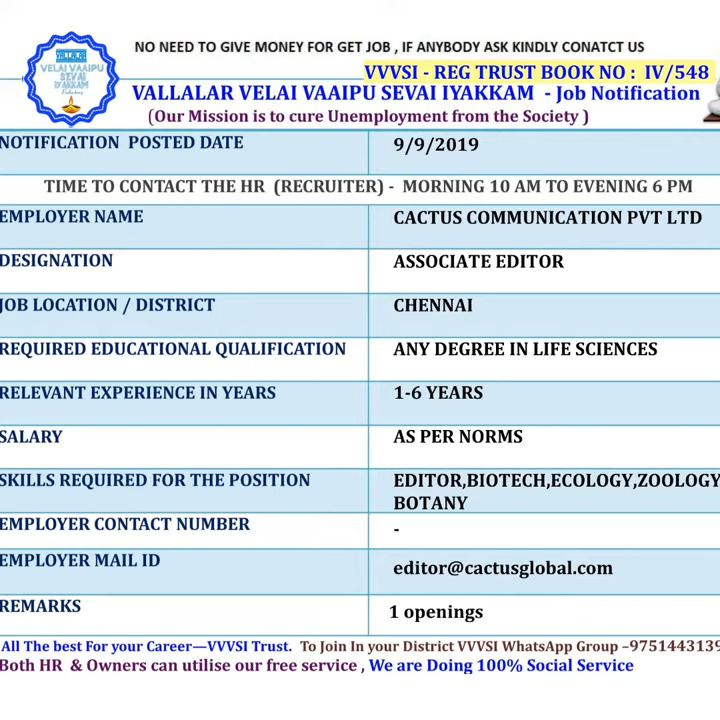 NO NEED TO GIVE MONEY FOR GET JOB , IF ANYBODY ASK KINDLY CONATCT US
VELAI VAAIPU
SEVAI
IYAKKAM
VVVSI - REG TRUST BOOK NO : IV/548
VALLALAR VELAI VAAIPU SEVAI IYAKKAM - Job Notification
(Our Mission is to cure Unemployment from the Society )
NOTIFICATION POSTED DATE 9/9/2019
TIME TO CONTACT THE HR (RECRUITER) - MORNING 10 AM TO EVENING 6 PM
EMPLOYER NAME CACTUS COMMUNICATION PVT LTD
DESIGNATION ASSOCIATE EDITOR
JOB LOCATION / DISTRICT CHENNAI
REQUIRED EDUCATIONAL QUALIFICATION ANY DEGREE IN LIFE SCIENCES
RELEVANT EXPERIENCE IN YEARS 1-6 YEARS
SALARY AS PER NORMS
SKILLS REQUIRED FOR THE POSITION EDITOR,BIOTECH,ECOLOGY,ZOOLOGY
BOTANY
EMPLOYER CONTACT NUMBER -
EMPLOYER MAIL ID editor@cactusglobal.com
REMARKS 1 openings
All The best For your Career—VVVSI Trust. To Join In your District VVVSI WhatsApp Group –9751443139
Both HR & Owners can utilise our free service , We are Doing 100% Social Service